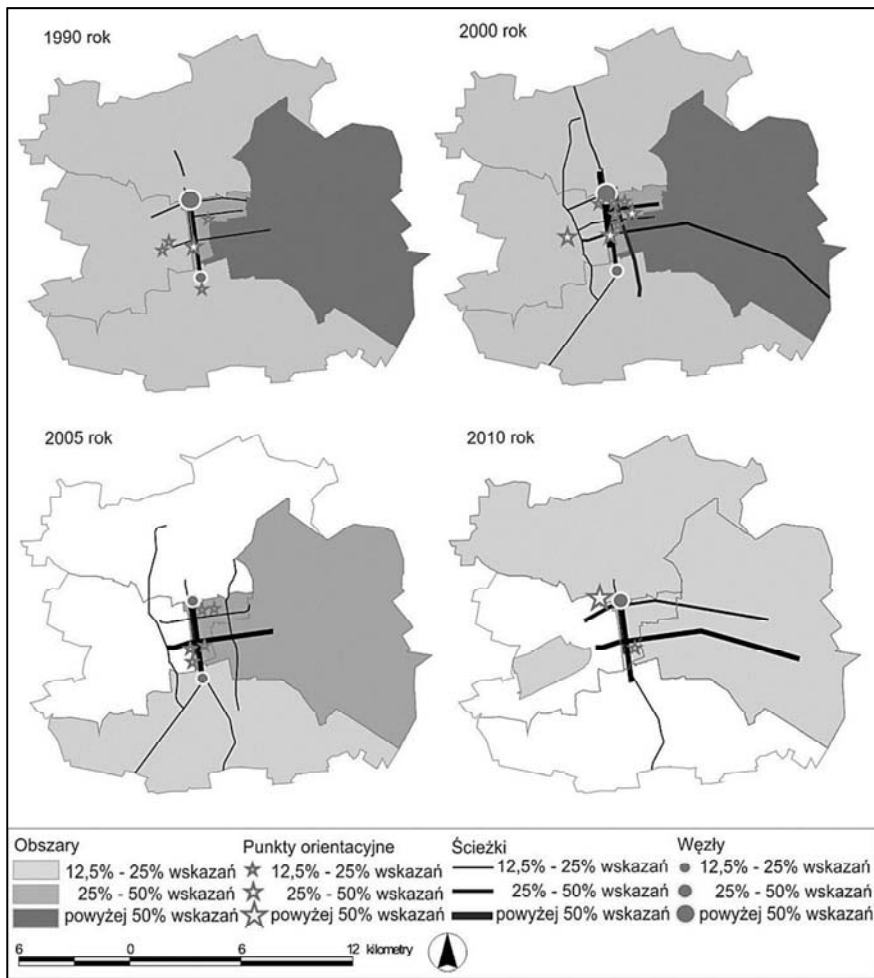 1990 rok
2000 rok
2005 rok
2010 rok
Obszary
12,5% - 25% wskazań
25% - 50% wskazań
powyżej 50% wskazań
Punkty orientacyjne
12,5% - 25% wskazań
25% - 50% wskazań
powyżej 50% wskazań
Ścieżki
12,5% - 25% wskazań
25% - 50% wskazań
powyżej 50% wskazań
Węzły
12,5% - 25% wskazań
25% - 50% wskazań
powyżej 50% wskazań
6 0 6 12 kilometry